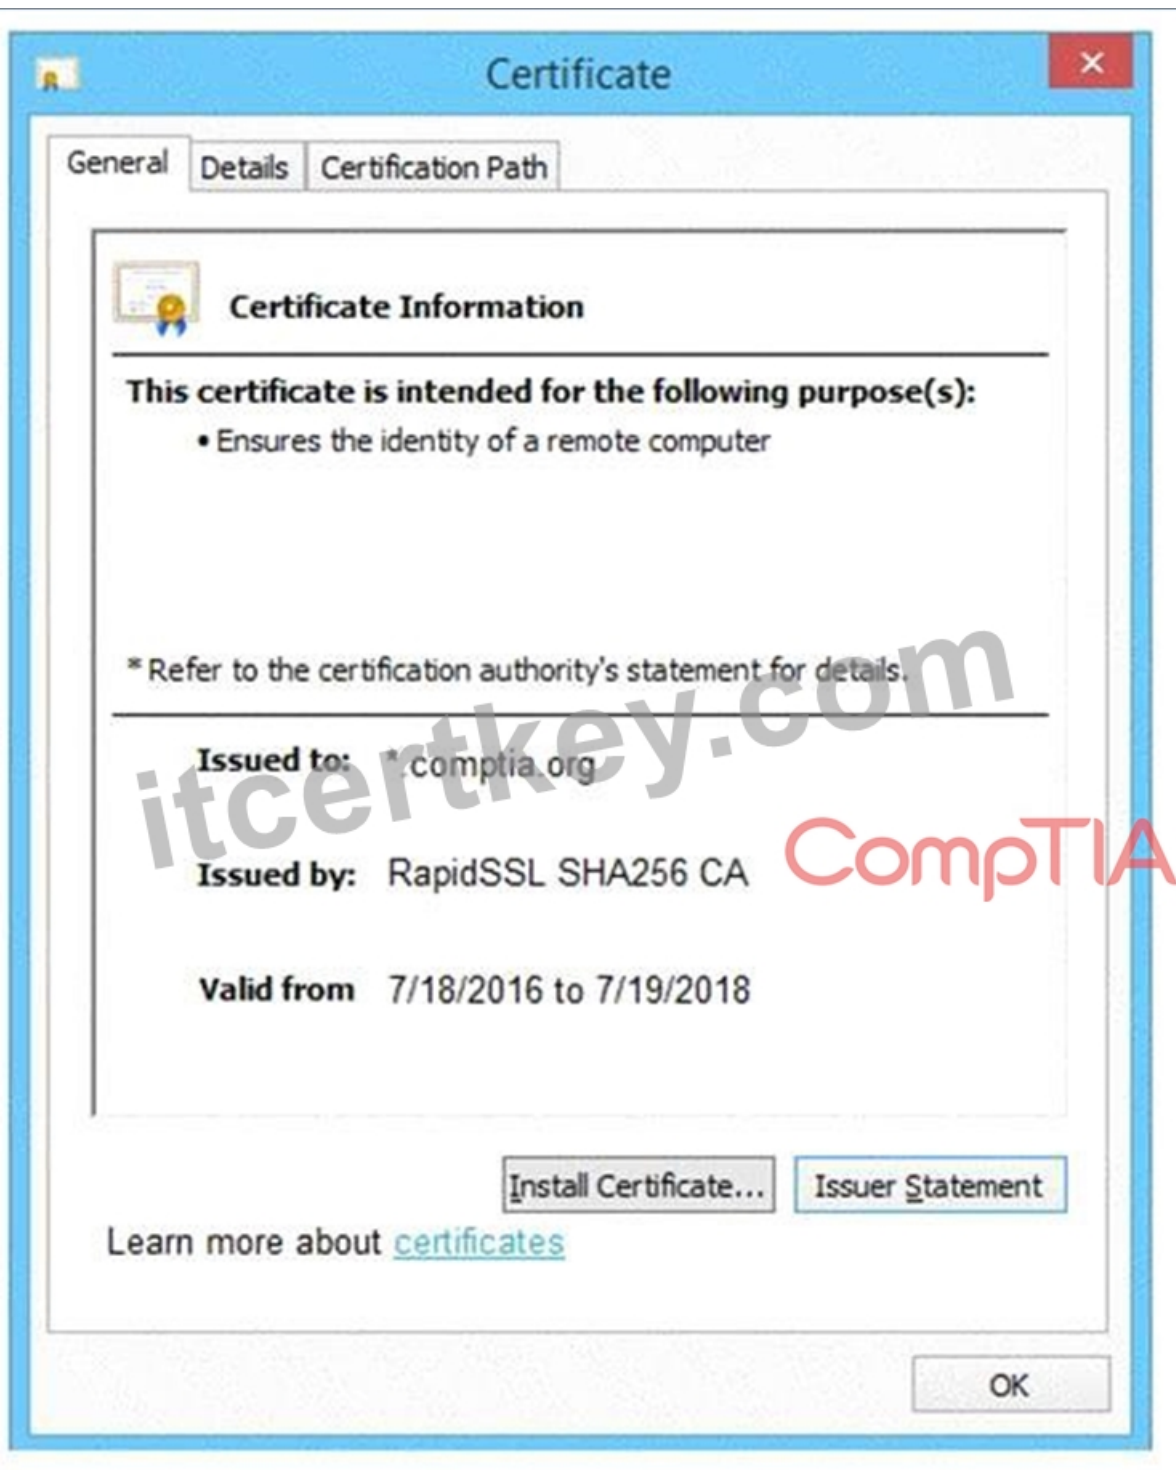 Certificate
General
Details
Certification Path
Certificate Information
This certificate is intended for the following purpose(s):
• Ensures the identity of a remote computer
* Refer to the certification authority's statement for details.
Issued to: *.comptia.org
itcertkey.com
Issued by: RapidSSL SHA256 CA
CompTIA
Valid from 7/18/2016 to 7/19/2018
Install Certificate...
Issuer Statement
Learn more about certificates
OK